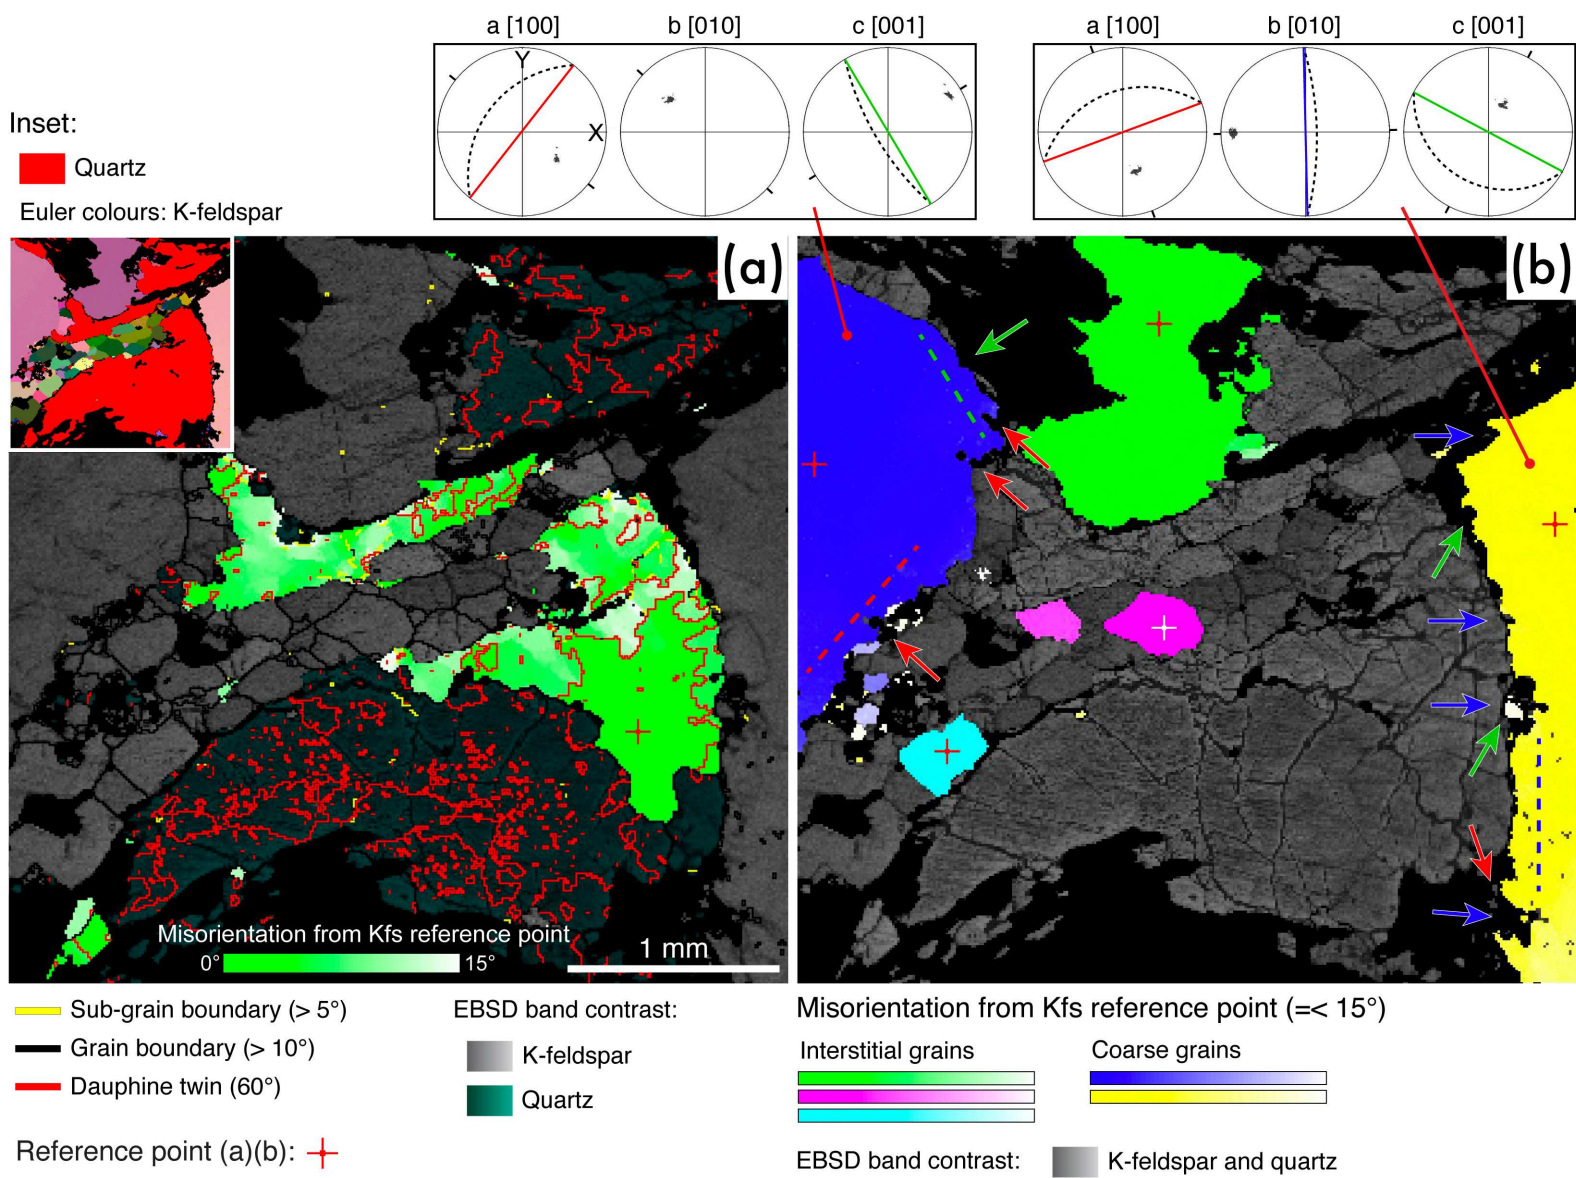 a [100] b [010] c [001] a [100] b [010] c [001]
Y
X
Inset:
Quartz
Euler colours: K-feldspar
(a) (b)
Misorientation from Kfs reference point
0° 15°
1 mm
Sub-grain boundary (> 5°)
Grain boundary (> 10°)
Dauphine twin (60°)
Reference point (a)(b):
EBSD band contrast:
K-feldspar
Quartz
Misorientation from Kfs reference point (=< 15°)
Interstitial grains Coarse grains
EBSD band contrast: K-feldspar and quartz